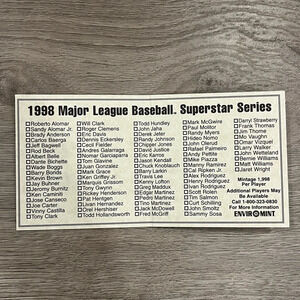 1998 Major League Baseball. Superstar Series
Roberto Alomar
Sandy Alomar Jr.
Brady Anderson
Carlos Baerga
Jeff Bagwell
Rod Beck
Albert Belle
Dante Bichette
Wade Boggs
Barry Bonds
Kevin Brown
Jay Buhner
Jeromy Burnitz
Ken Caminiti
Jose Canseco
Joe Carter
Vinny Castilla
Tony Clark
Will Clark
Roger Clemens
Eric Davis
Dennis Eckersley
Cecil Fielder
Andres Galarraga
Nomar Garciaparra
Tom Glavine
Juan Gonzalez
Mark Grace
Ken Griffey Jr.
Marquis Grissom
Tony Gwynn
Rickey Henderson
Pat Hentgen
Ivan Hernandez
Orel Hershiser
Todd Hollandsworth
Todd Hundley
John Jaha
Derek Jeter
Randy Johnson
Chipper Jones
David Justice
Eric Karros
Jason Kendall
Chuck Knoblauch
Barry Larkin
Travis Lee
Kenny Lofton
Greg Maddux
Edgar Martinez
Pedro Martinez
Tino Martinez
Jack McDowell
Fred McGriff
Mark McGwire
Paul Molitor
Randy Myers
Hideo Nomo
John Olerud
Rafael Palmeiro
Andy Pettitte
Mike Piazza
Manny Ramirez
Cal Ripken Jr.
Alex Rodriguez
Henry Rodriguez
Ivan Rodriguez
Scott Rolen
Tim Salmon
Curt Schilling
John Smoltz
Sammy Sosa
Darryl Strawberry
Frank Thomas
Jim Thome
Mo Vaughn
Omar Vizquel
Larry Walker
John Wetteland
Bernie Williams
Matt Williams
Jaret Wright
Mintage 1,998
Per Player
Additional Players May
Be Available
Call 1-800-323-0830
For More Information
ENVIROMINT